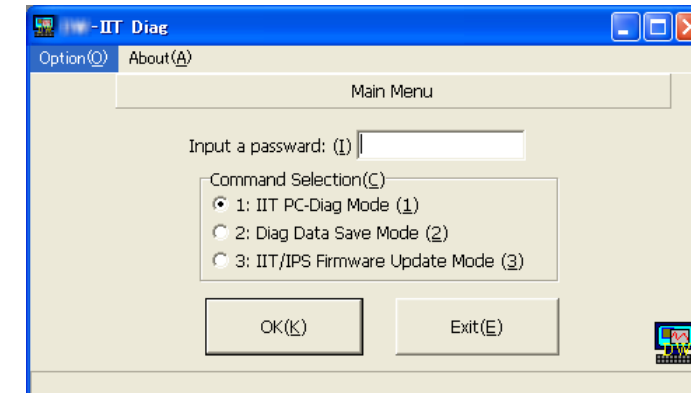 -IIT Diag
Option(O) About(A)
Main Menu
Input a passward: (I)
Command Selection(C)
1: IIT PC-Diag Mode (1)
2: Diag Data Save Mode (2)
3: IIT/IPS Firmware Update Mode (3)
OK(K) Exit(E)